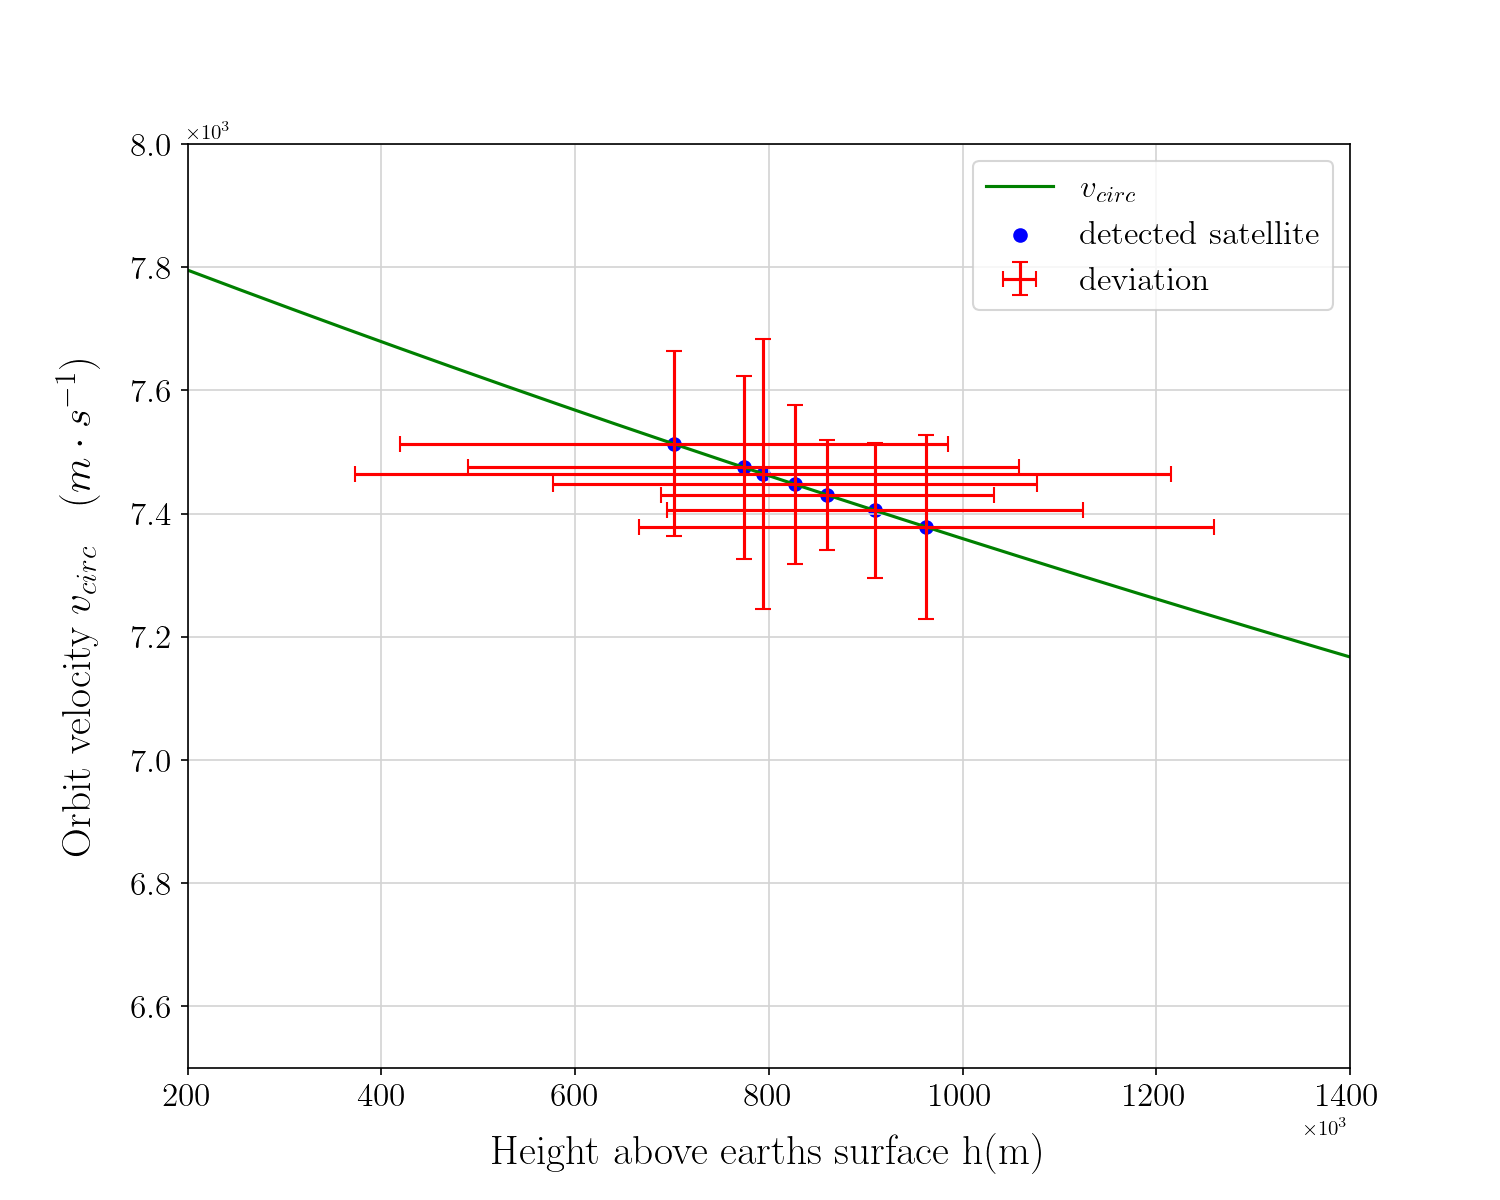 ×10³
8.0
7.8
7.6
7.4
7.2
7.0
6.8
6.6
Orbit velocity v_circ (m · s⁻¹)
v_circ
detected satellite
deviation
200 400 600 800 1000 1200 1400
×10³
Height above earths surface h(m)